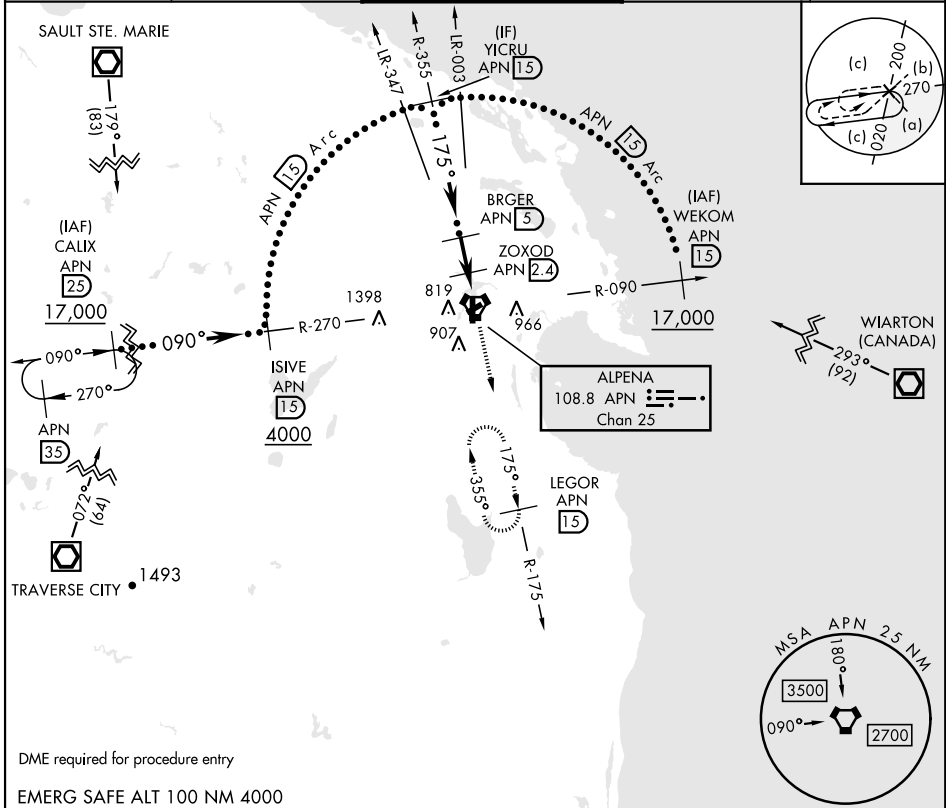 SAULT STE. MARIE
179°
(83)
LR-347
R-355
LR-003
(IF)
YICRU
APN 15
175°
APN 15 Arc
APN 15 Arc
(c)
200
(b)
270
(a)
(c)
020
(IAF)
CALIX
APN
25
17,000
090°
090°
270°
APN
35
BRGER
APN 5
ZOXOD
APN 2.4
(IAF)
WEKOM
APN
15
R-090
17,000
819
907
966
1398
R-270
ISIVE
APN
15
4000
WIARTON
(CANADA)
293°
(92)
ALPENA
108.8 APN
Chan 25
175°
355°
LEGOR
APN
15
R-175
072°
(64)
TRAVERSE CITY
1493
MSA APN 25 NM
180°
3500
090°
2700
DME required for procedure entry
EMERG SAFE ALT 100 NM 4000